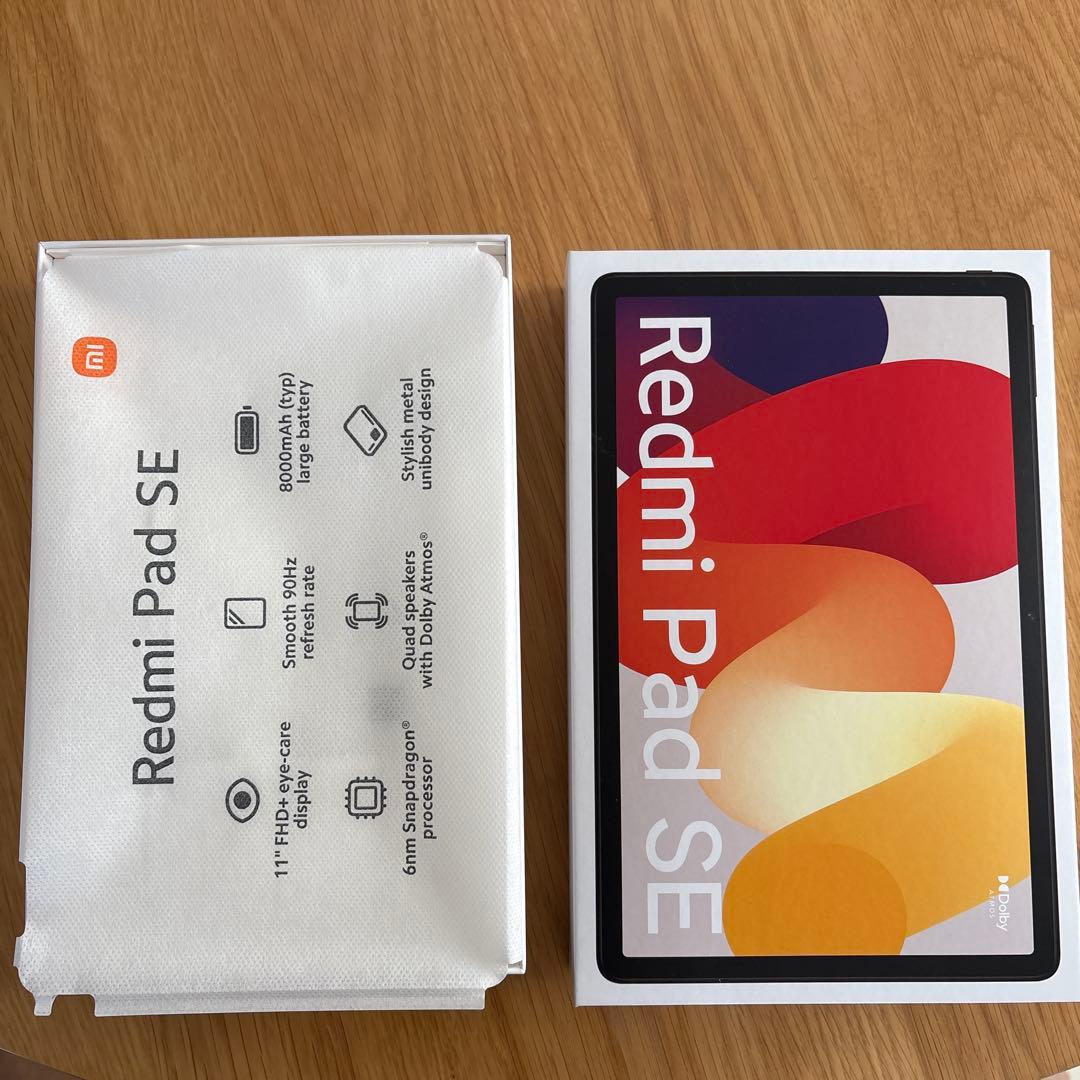 mi
Redmi Pad SE
11" FHD+ eye-care
display
Smooth 90Hz
refresh rate
8000mAh (typ)
large battery
6nm Snapdragon®
processor
Quad speakers
with Dolby Atmos®
Stylish metal
unibody design
Redmi Pad SE
Dolby
ATMOS